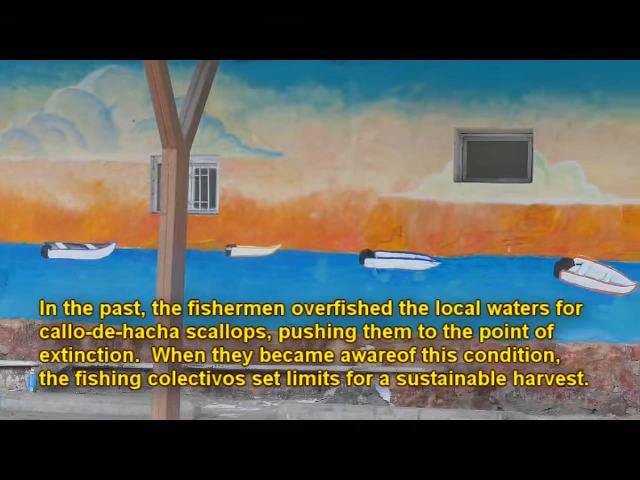 In the past, the fishermen overfished the local waters for
callo-de-hacha scallops, pushing them to the point of
extinction.  When they became awareof this condition,
the fishing colectivos set limits for a sustainable harvest.